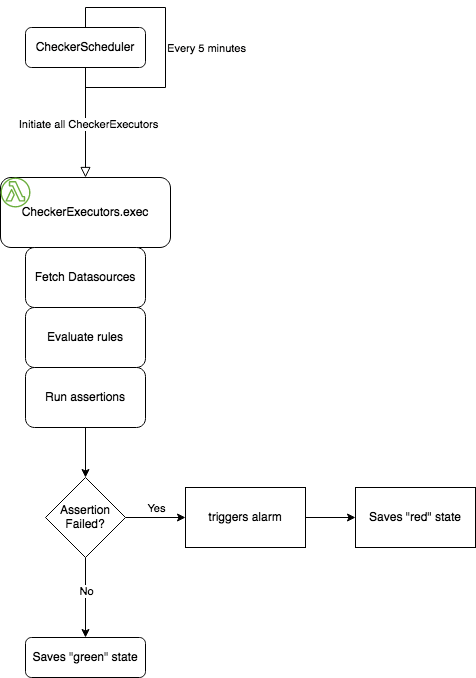 CheckerScheduler
Every 5 minutes
Initiate all CheckerExecutors
CheckerExecutors.exec
Fetch Datasources
Evaluate rules
Run assertions
Assertion
Failed?
Yes
triggers alarm
Saves "red" state
No
Saves "green" state